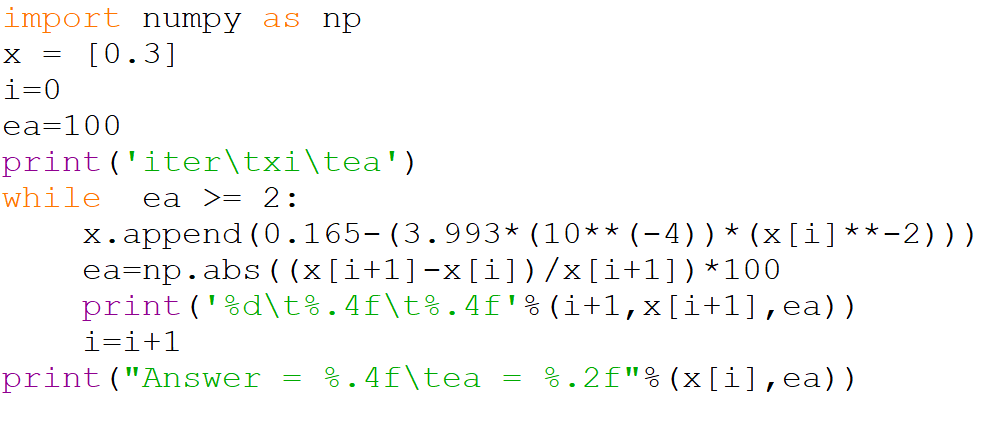 import numpy as np
x = [0.3]
i=0
ea=100
print('iter\txi\tea')
while  ea >= 2:
    x.append(0.165-(3.993*(10**(-4))*(x[i]**-2)))
    ea=np.abs((x[i+1]-x[i])/x[i+1])*100
    print('%d\t%.4f\t%.4f'%(i+1,x[i+1],ea))
    i=i+1
print("Answer = %.4f\tea = %.2f"%(x[i],ea))